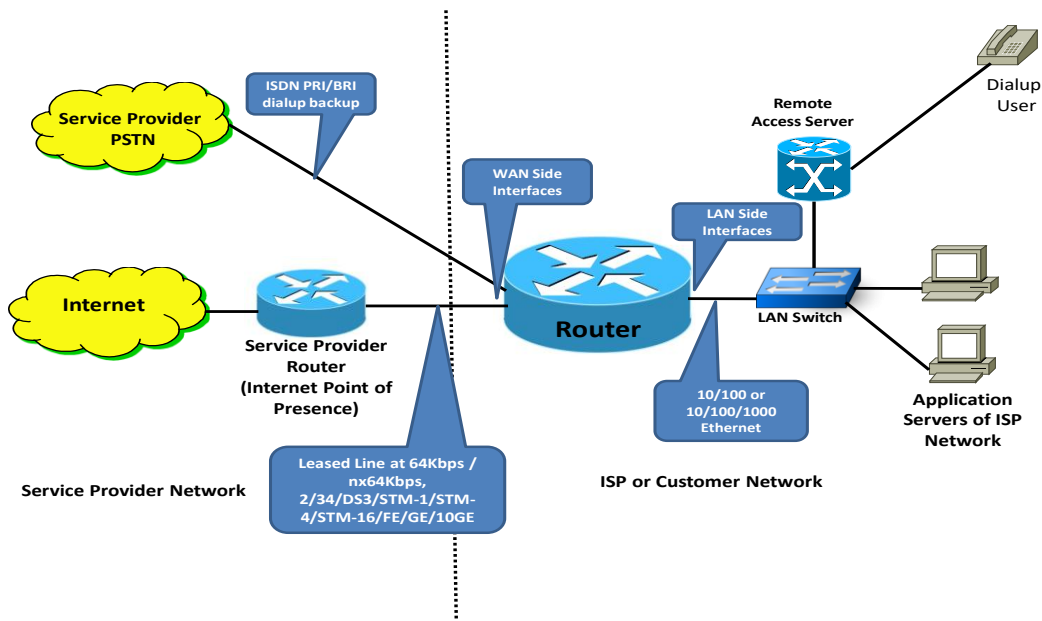 ISDN PRI/BRI
dialup backup
Service Provider
PSTN
Dialup
User
Remote
Access Server
WAN Side
Interfaces
LAN Side
Interfaces
Internet
Router
LAN Switch
Service Provider
Router
(Internet Point of
Presence)
10/100 or
10/100/1000
Ethernet
Application
Servers of ISP
Network
Leased Line at 64Kbps /
nx64Kbps,
2/34/DS3/STM-1/STM-
4/STM-16/FE/GE/10GE
Service Provider Network
ISP or Customer Network